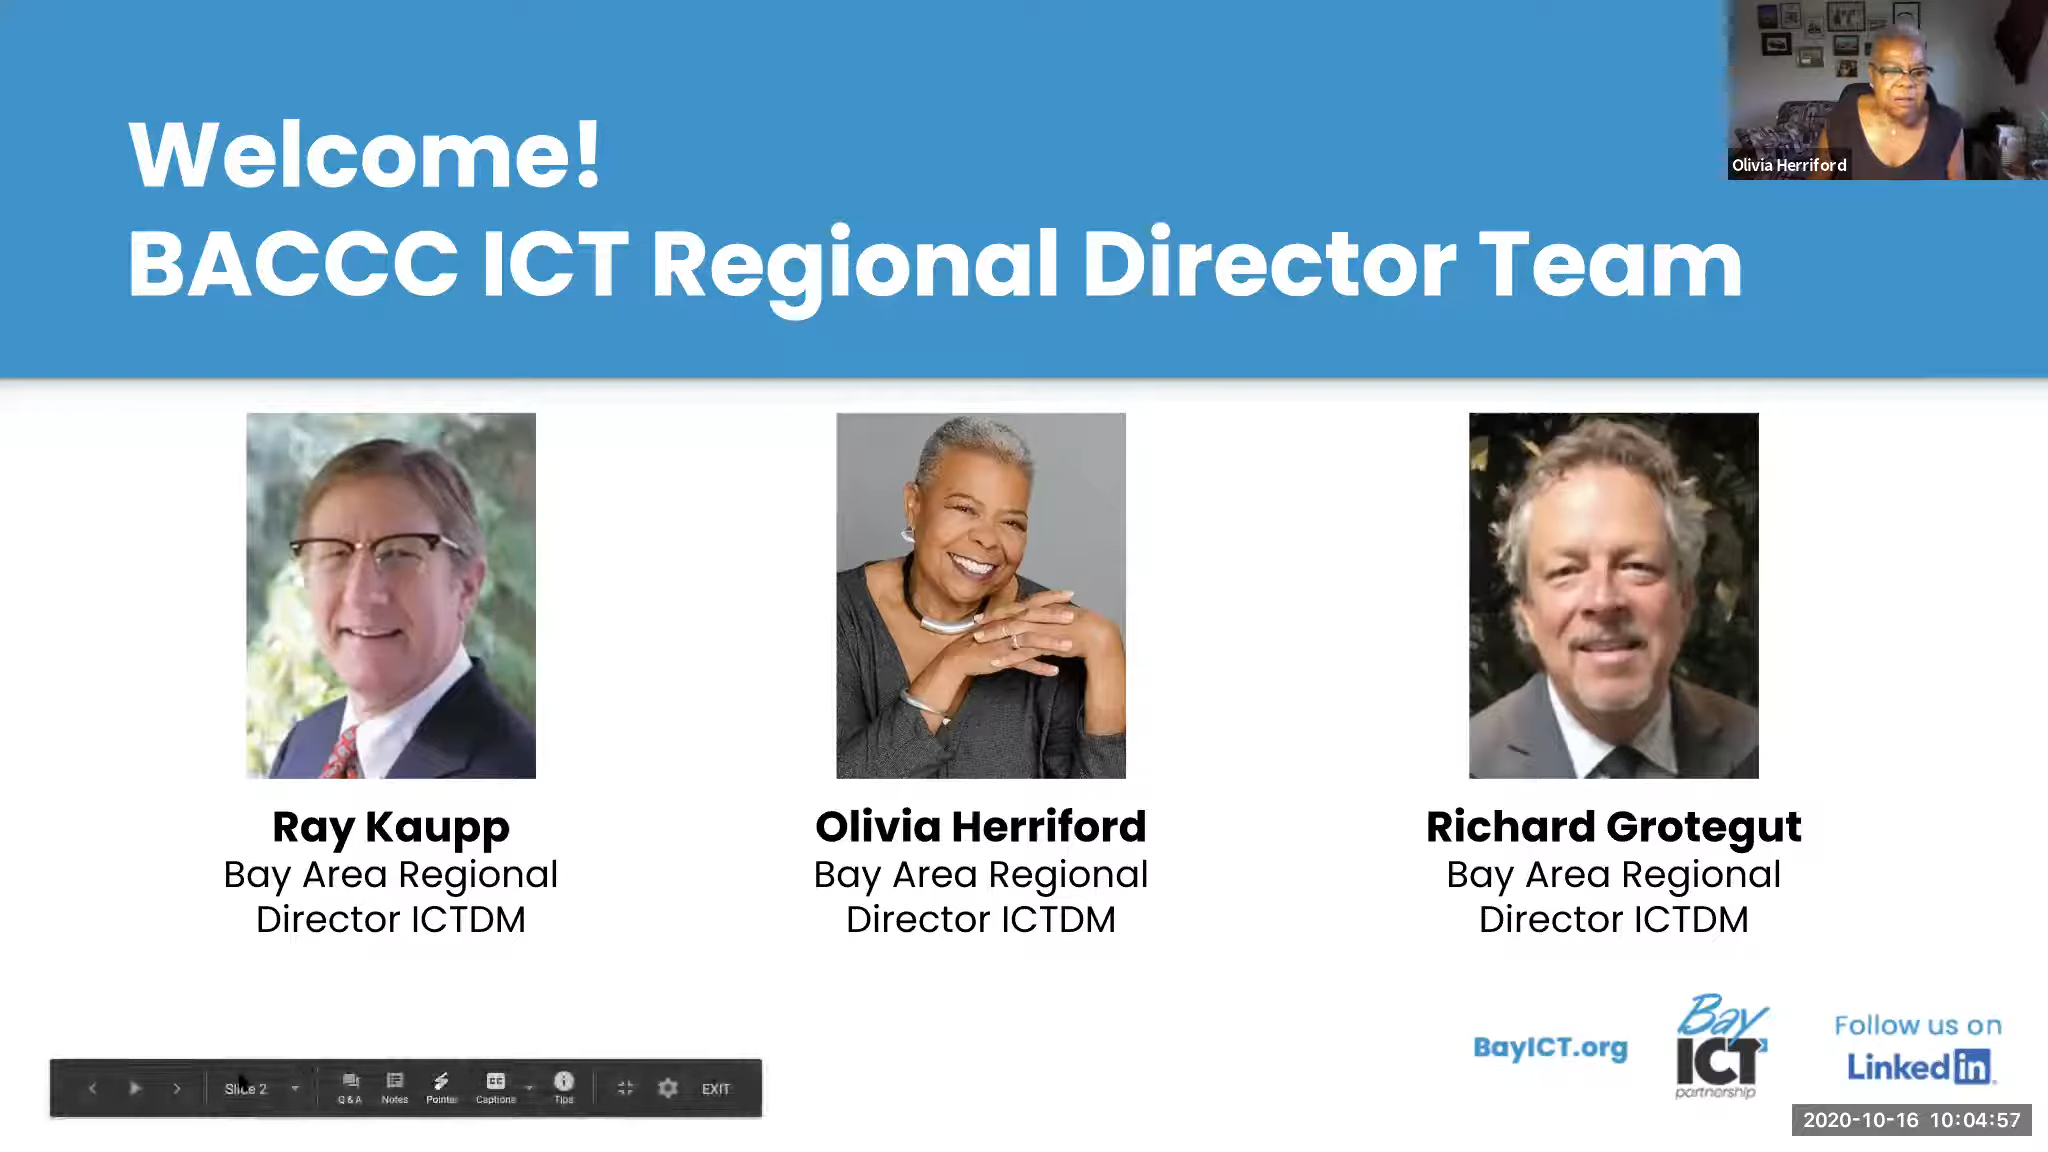 Welcome!
BACCC ICT Regional Director Team
Olivia Herriford
Ray Kaupp
Bay Area Regional
Director ICTDM
Olivia Herriford
Bay Area Regional
Director ICTDM
Richard Grotegut
Bay Area Regional
Director ICTDM
BayICT.org
Bay
ICT
partnership
Follow us on
Linked in
Slide 2
Q & A
Notes
Pointer
CC
Captions
Tips
EXIT
2020-10-16 10:04:57